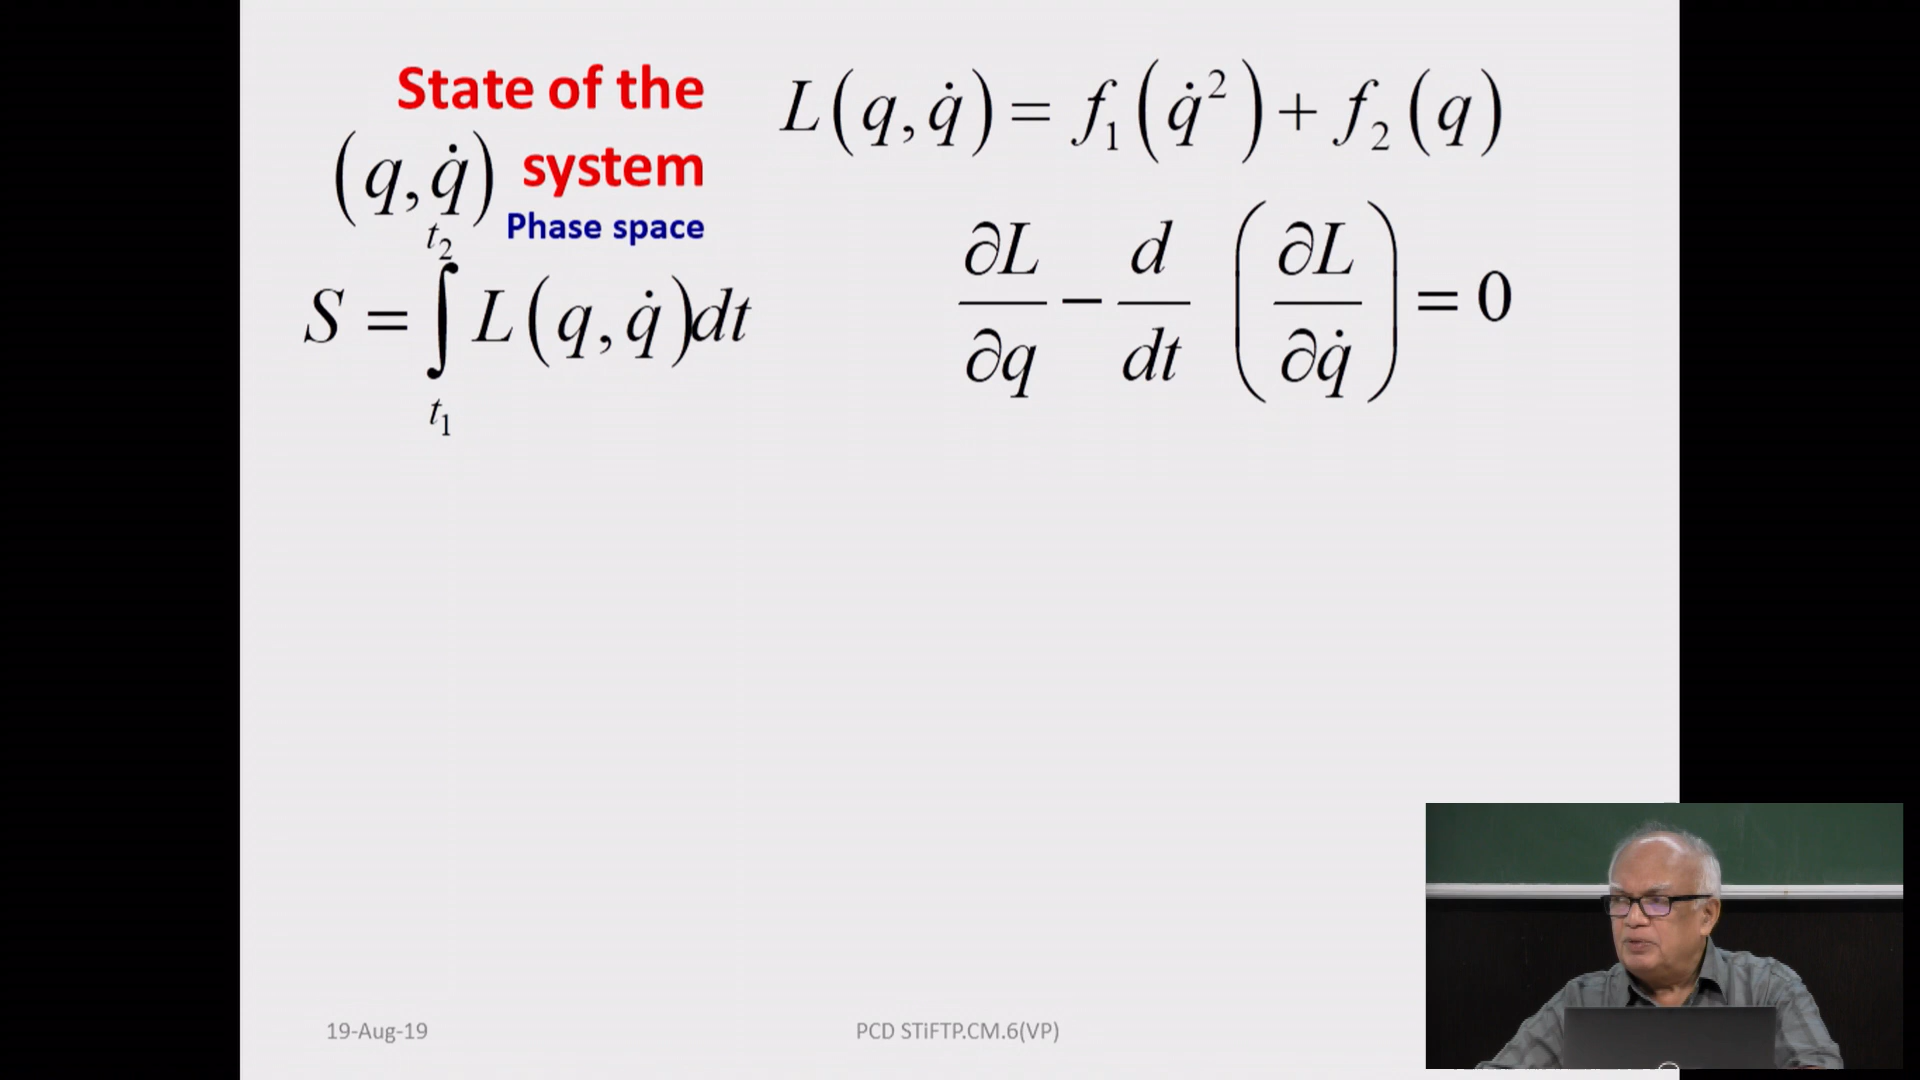 State of the
(q, q̇) system
Phase space
S = ∫_{t₁}^{t₂} L(q, q̇)dt
L(q, q̇) = f₁(q̇²) + f₂(q)
∂L/∂q − d/dt (∂L/∂q̇) = 0
19-Aug-19
PCD STiFTP.CM.6(VP)